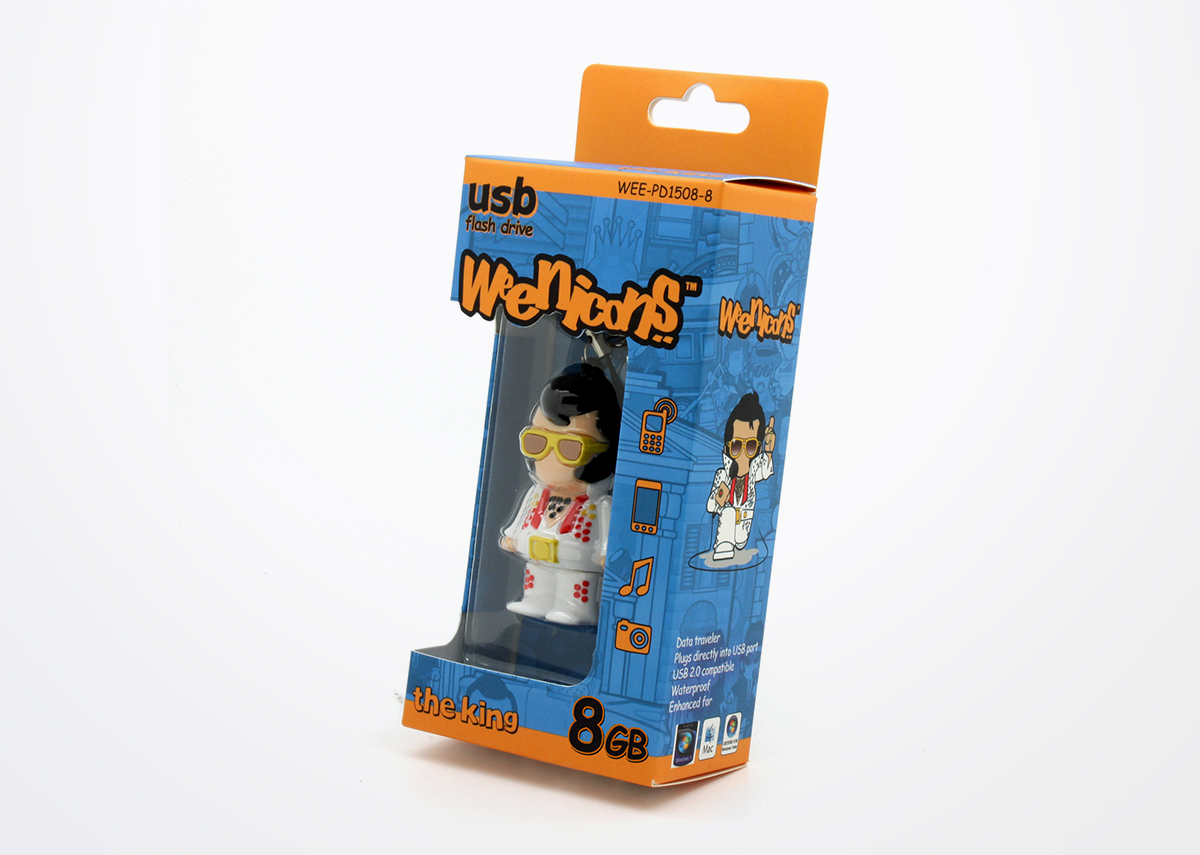 usb
flash drive
WEE-PD1508-8
Weenicons™
the king
8GB
Weenicons
Data traveler
Plugs directly into USB port
USB 2.0 compatible
Waterproof
Enhanced for
Mac